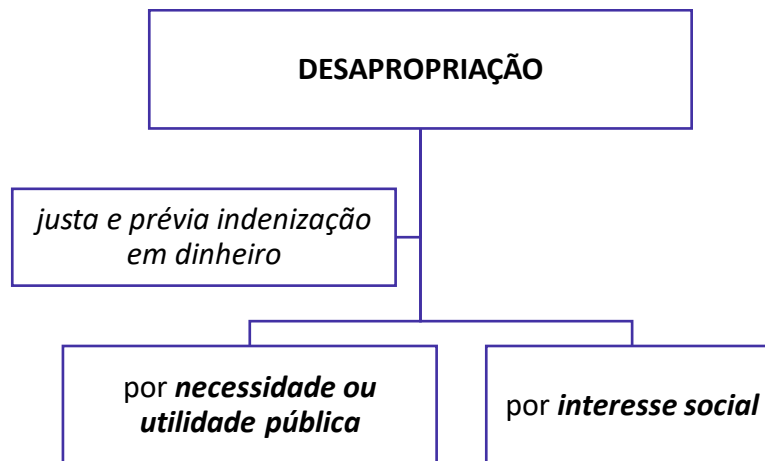 DESAPROPRIAÇÃO
justa e prévia indenização
em dinheiro
por necessidade ou
utilidade pública
por interesse social